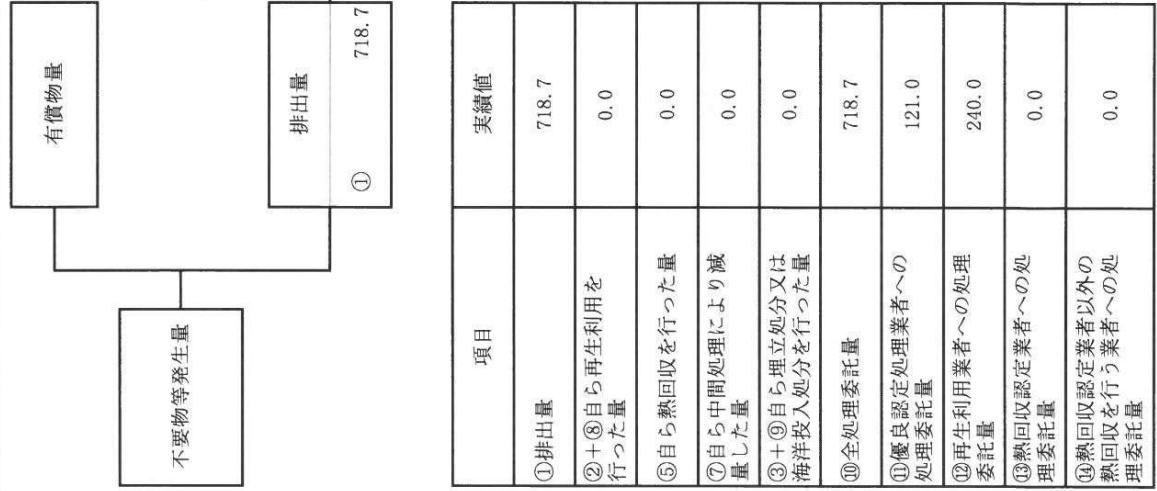 不要物等発生量
有償物量
排出量
① 718.7
項目 実績値
①排出量 718.7
②+⑧自ら再生利用を
行った量 0.0
⑤自ら熱回収を行った量 0.0
⑦自ら中間処理により減
量した量 0.0
③+⑨自ら埋立処分又は
海洋投入処分を行った量 0.0
⑩全処理委託量 718.7
⑪優良認定処理業者への
処理委託量 121.0
⑫再生利用業者への処理
委託量 240.0
⑬熱回収認定業者への処
理委託量 0.0
⑭熱回収認定業者以外の
熱回収を行う業者への処
理委託量 0.0